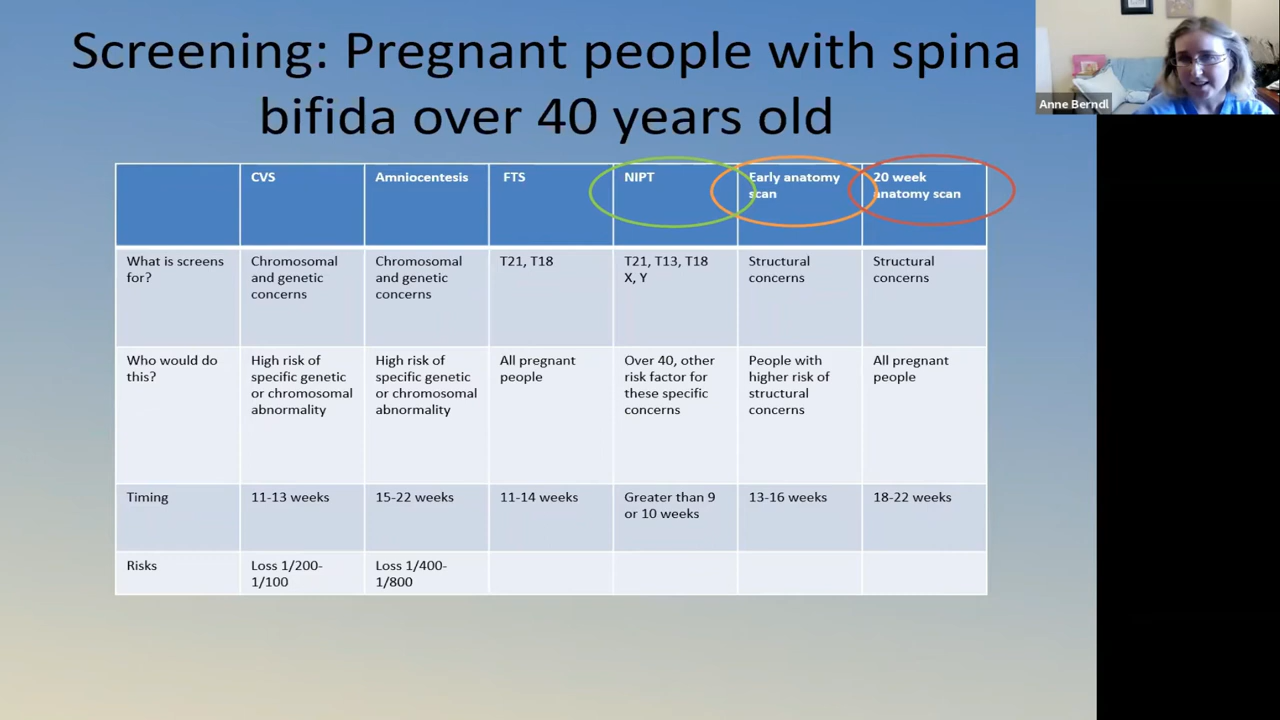 Screening: Pregnant people with spina
bifida over 40 years old
Anne Berndl
CVS
Amniocentesis
FTS
NIPT
Early anatomy
scan
20 week
anatomy scan
What is screens
for?
Chromosomal
and genetic
concerns
Chromosomal
and genetic
concerns
T21, T18
T21, T13, T18
X, Y
Structural
concerns
Structural
concerns
Who would do
this?
High risk of
specific genetic
or chromosomal
abnormality
High risk of
specific genetic
or chromosomal
abnormality
All pregnant
people
Over 40, other
risk factor for
these specific
concerns
People with
higher risk of
structural
concerns
All pregnant
people
Timing
11-13 weeks
15-22 weeks
11-14 weeks
Greater than 9
or 10 weeks
13-16 weeks
18-22 weeks
Risks
Loss 1/200-
1/100
Loss 1/400-
1/800